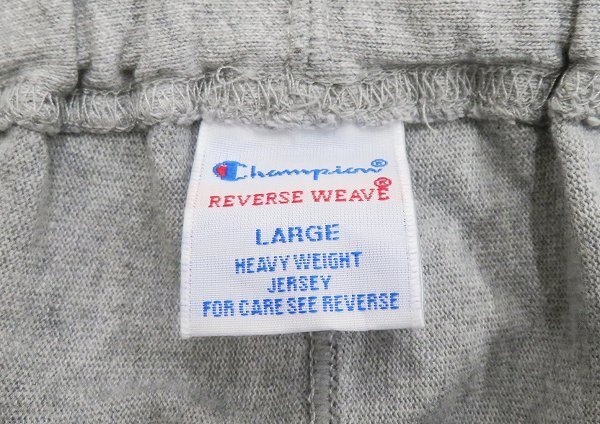 Champion®
REVERSE WEAVE®
LARGE
HEAVY WEIGHT
JERSEY
FOR CARE SEE REVERSE